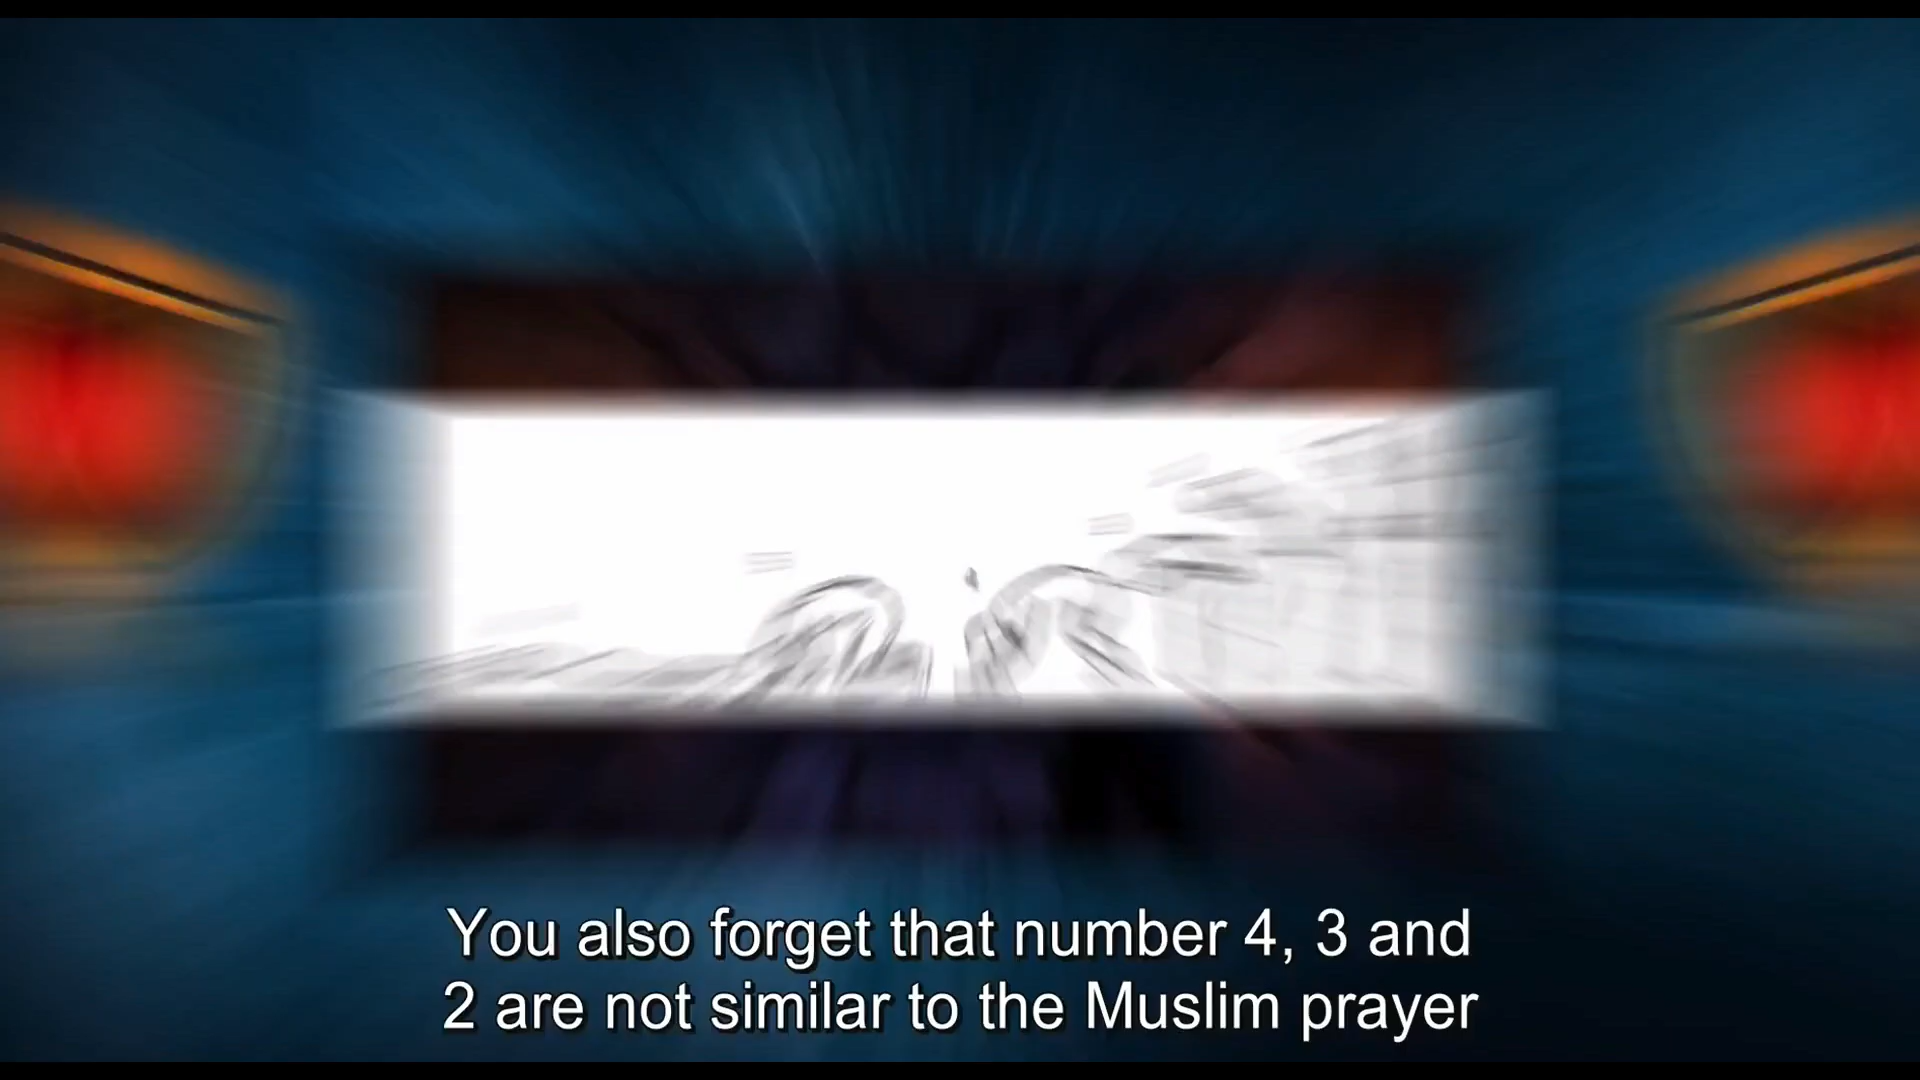 You also forget that number 4, 3 and
2 are not similar to the Muslim prayer